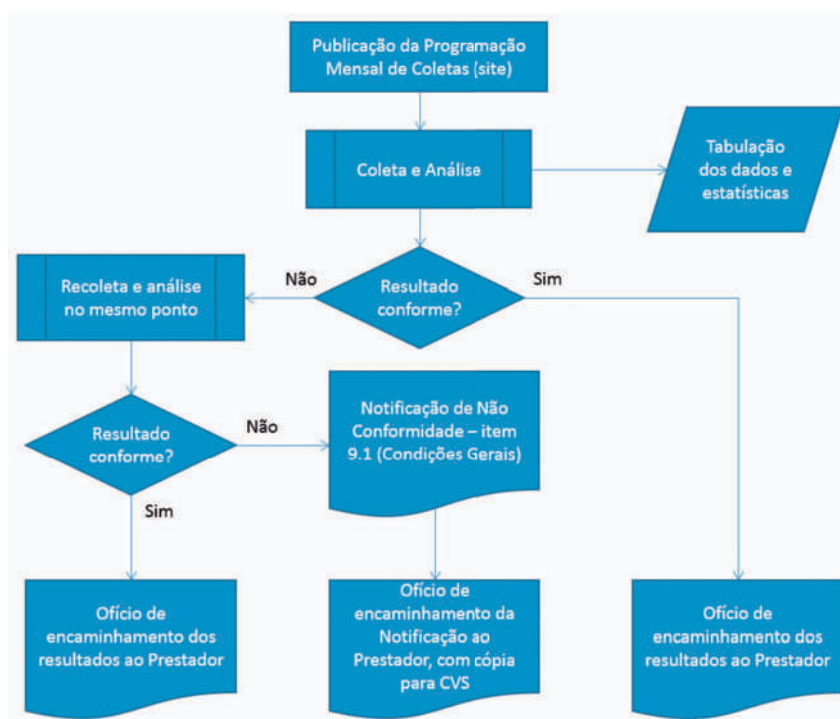 Publicação da Programação
Mensal de Coletas (site)
Coleta e Análise
Tabulação
dos dados e
estatísticas
Resultado
conforme?
Não
Sim
Recoleta e análise
no mesmo ponto
Resultado
conforme?
Não
Sim
Notificação de Não
Conformidade – item
9.1 (Condições Gerais)
Ofício de
encaminhamento dos
resultados ao Prestador
Ofício de
encaminhamento da
Notificação ao
Prestador, com cópia
para CVS
Ofício de
encaminhamento dos
resultados ao Prestador